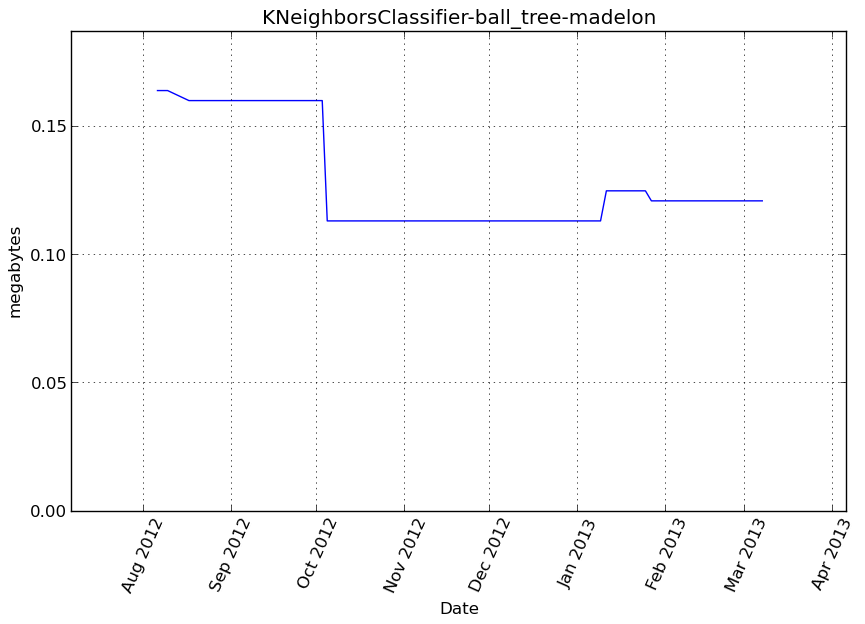 KNeighborsClassifier-ball_tree-madelon
megabytes
0.15
0.10
0.05
0.00
Aug 2012
Sep 2012
Oct 2012
Nov 2012
Dec 2012
Jan 2013
Feb 2013
Mar 2013
Apr 2013
Date